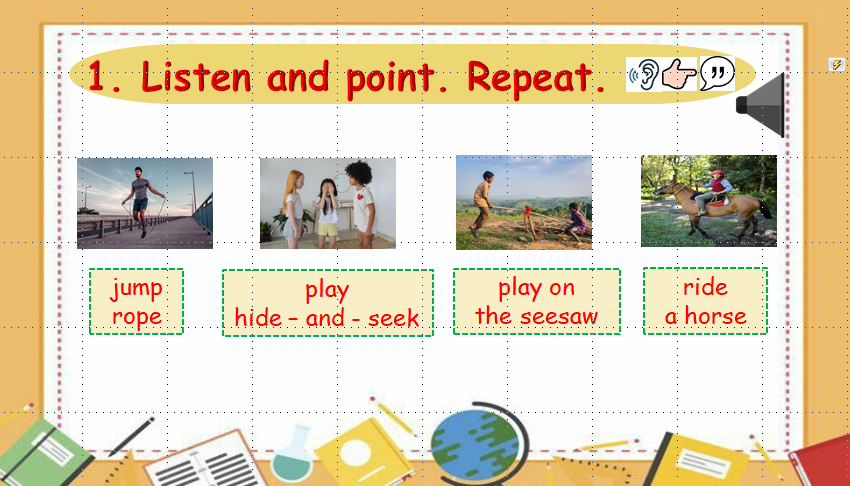 1. Listen and point. Repeat.
jump
rope
play
hide – and - seek
play on
the seesaw
ride
a horse